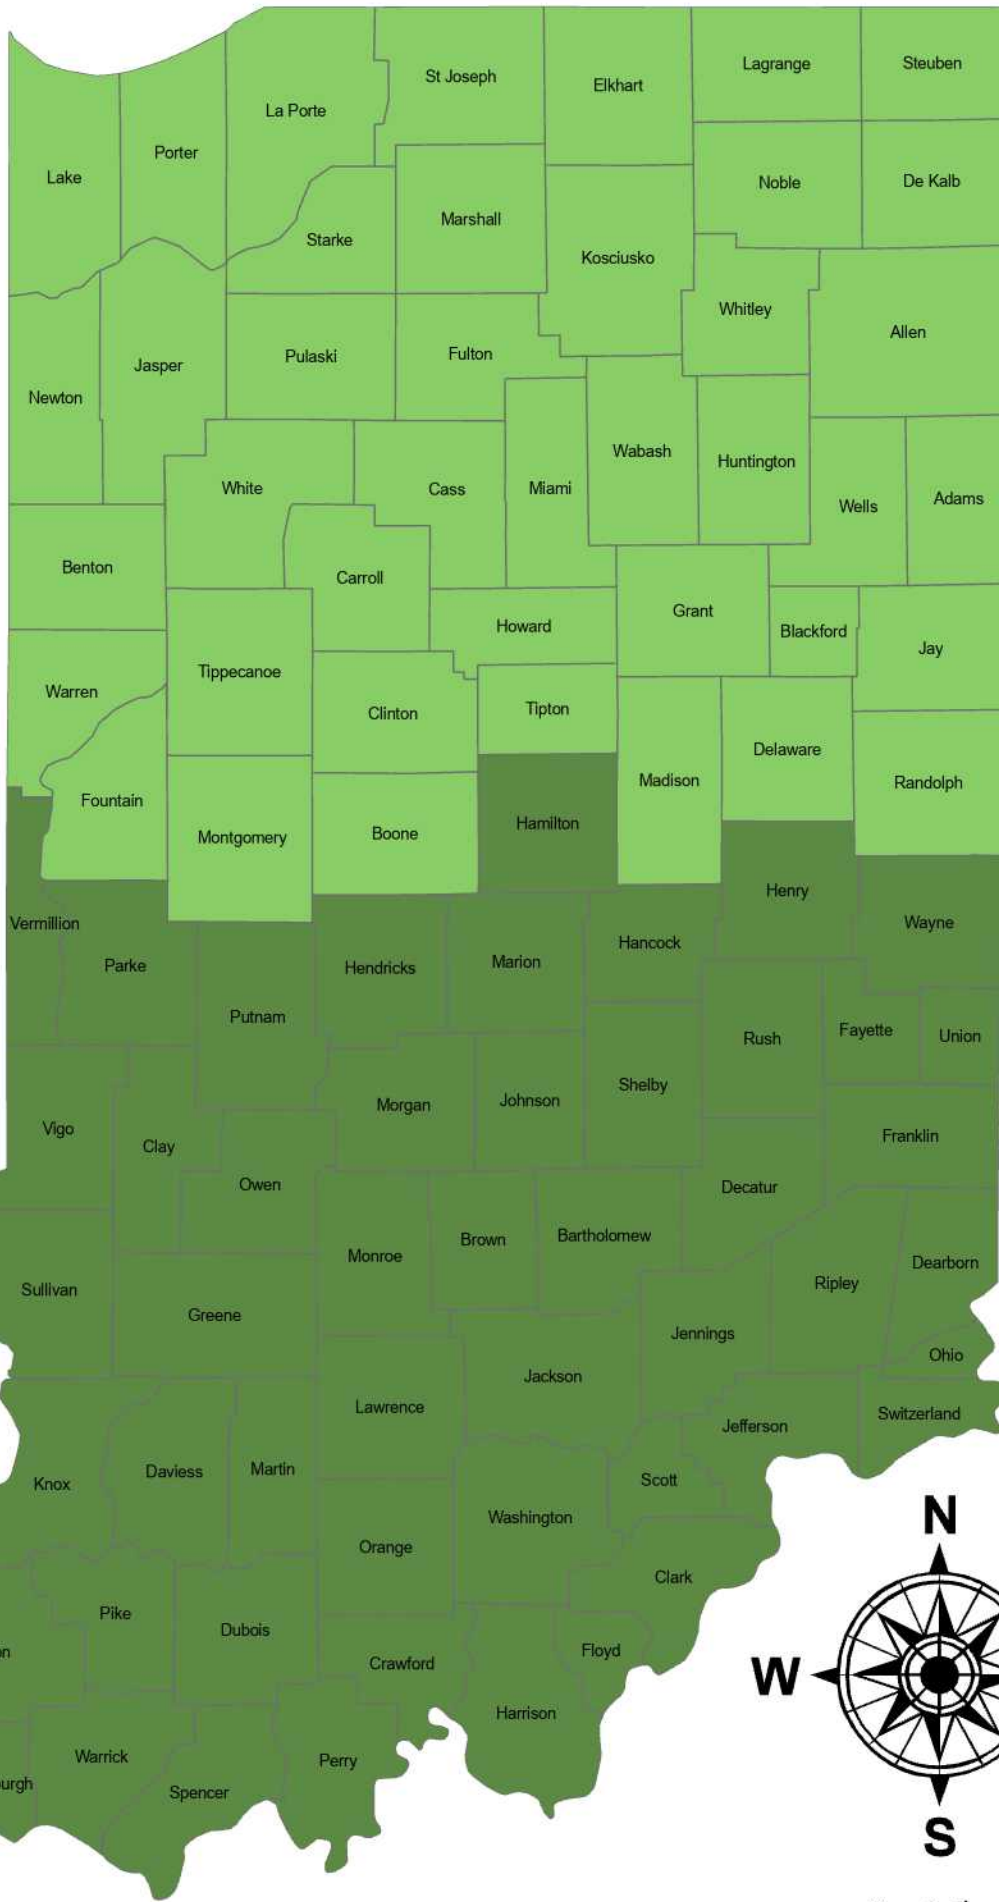 Lagrange
Steuben
St Joseph
Elkhart
La Porte
Porter
Lake
Noble
De Kalb
Marshall
Starke
Kosciusko
Whitley
Allen
Jasper
Pulaski
Fulton
Newton
Wabash
Huntington
White
Cass
Miami
Wells
Adams
Benton
Carroll
Grant
Howard
Blackford
Jay
Warren
Tippecanoe
Clinton
Tipton
Delaware
Madison
Randolph
Fountain
Montgomery
Boone
Hamilton
Henry
Vermillion
Wayne
Parke
Hendricks
Marion
Hancock
Putnam
Rush
Fayette
Union
Morgan
Johnson
Shelby
Vigo
Clay
Franklin
Owen
Decatur
Monroe
Brown
Bartholomew
Dearborn
Sullivan
Greene
Ripley
Jennings
Ohio
Jackson
Lawrence
Jefferson
Switzerland
Knox
Daviess
Martin
Scott
Washington
N
Orange
Clark
Pike
Dubois
on
Crawford
Floyd
W
Harrison
Warrick
Perry
urgh
Spencer
S